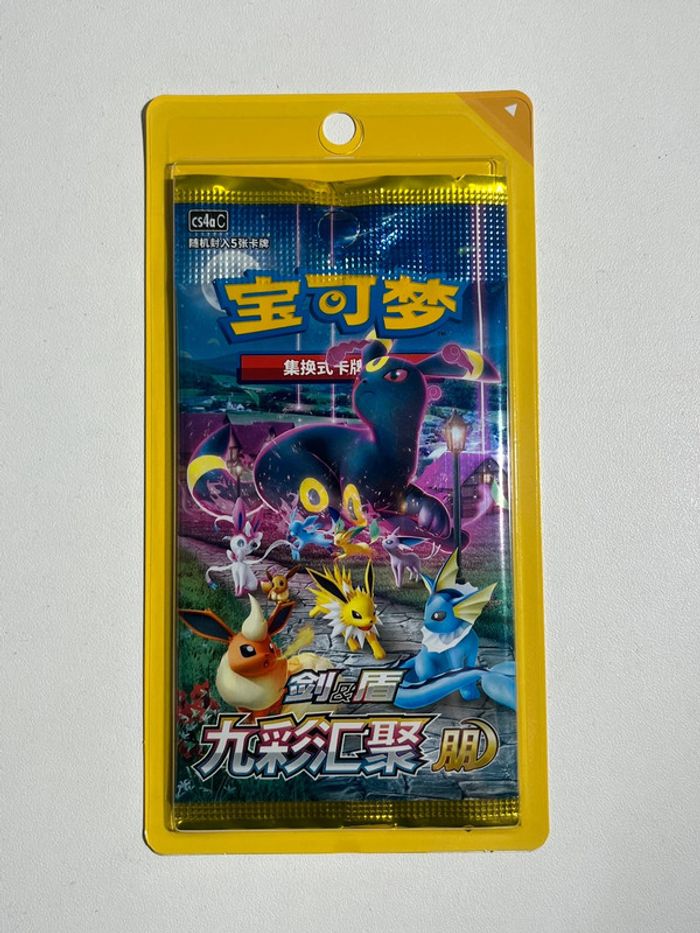 cs4aC
随机封入5张卡牌
宝可梦
集换式卡牌
剑&盾
九彩汇聚 朋